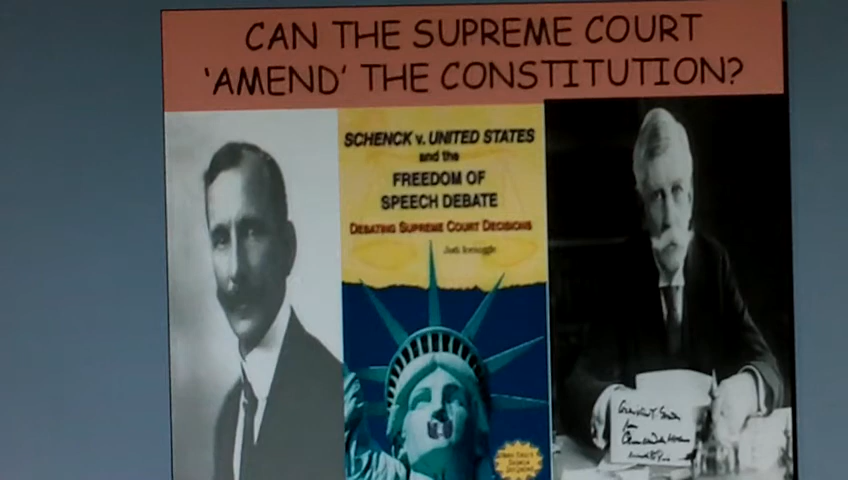 CAN THE SUPREME COURT
'AMEND' THE CONSTITUTION?
SCHENCK v. UNITED STATES
and the
FREEDOM OF
SPEECH DEBATE
DEBATING SUPREME COURT DECISIONS